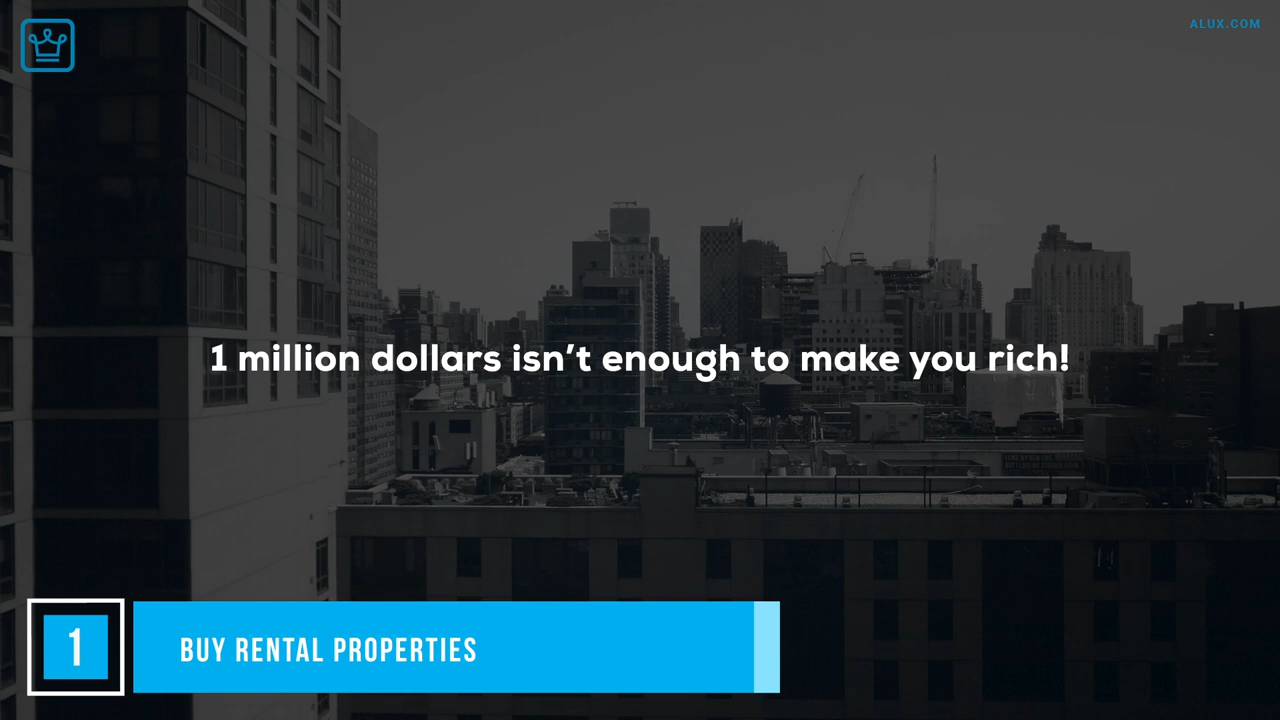 ALUX.COM
1 million dollars isn't enough to make you rich!
1
BUY RENTAL PROPERTIES